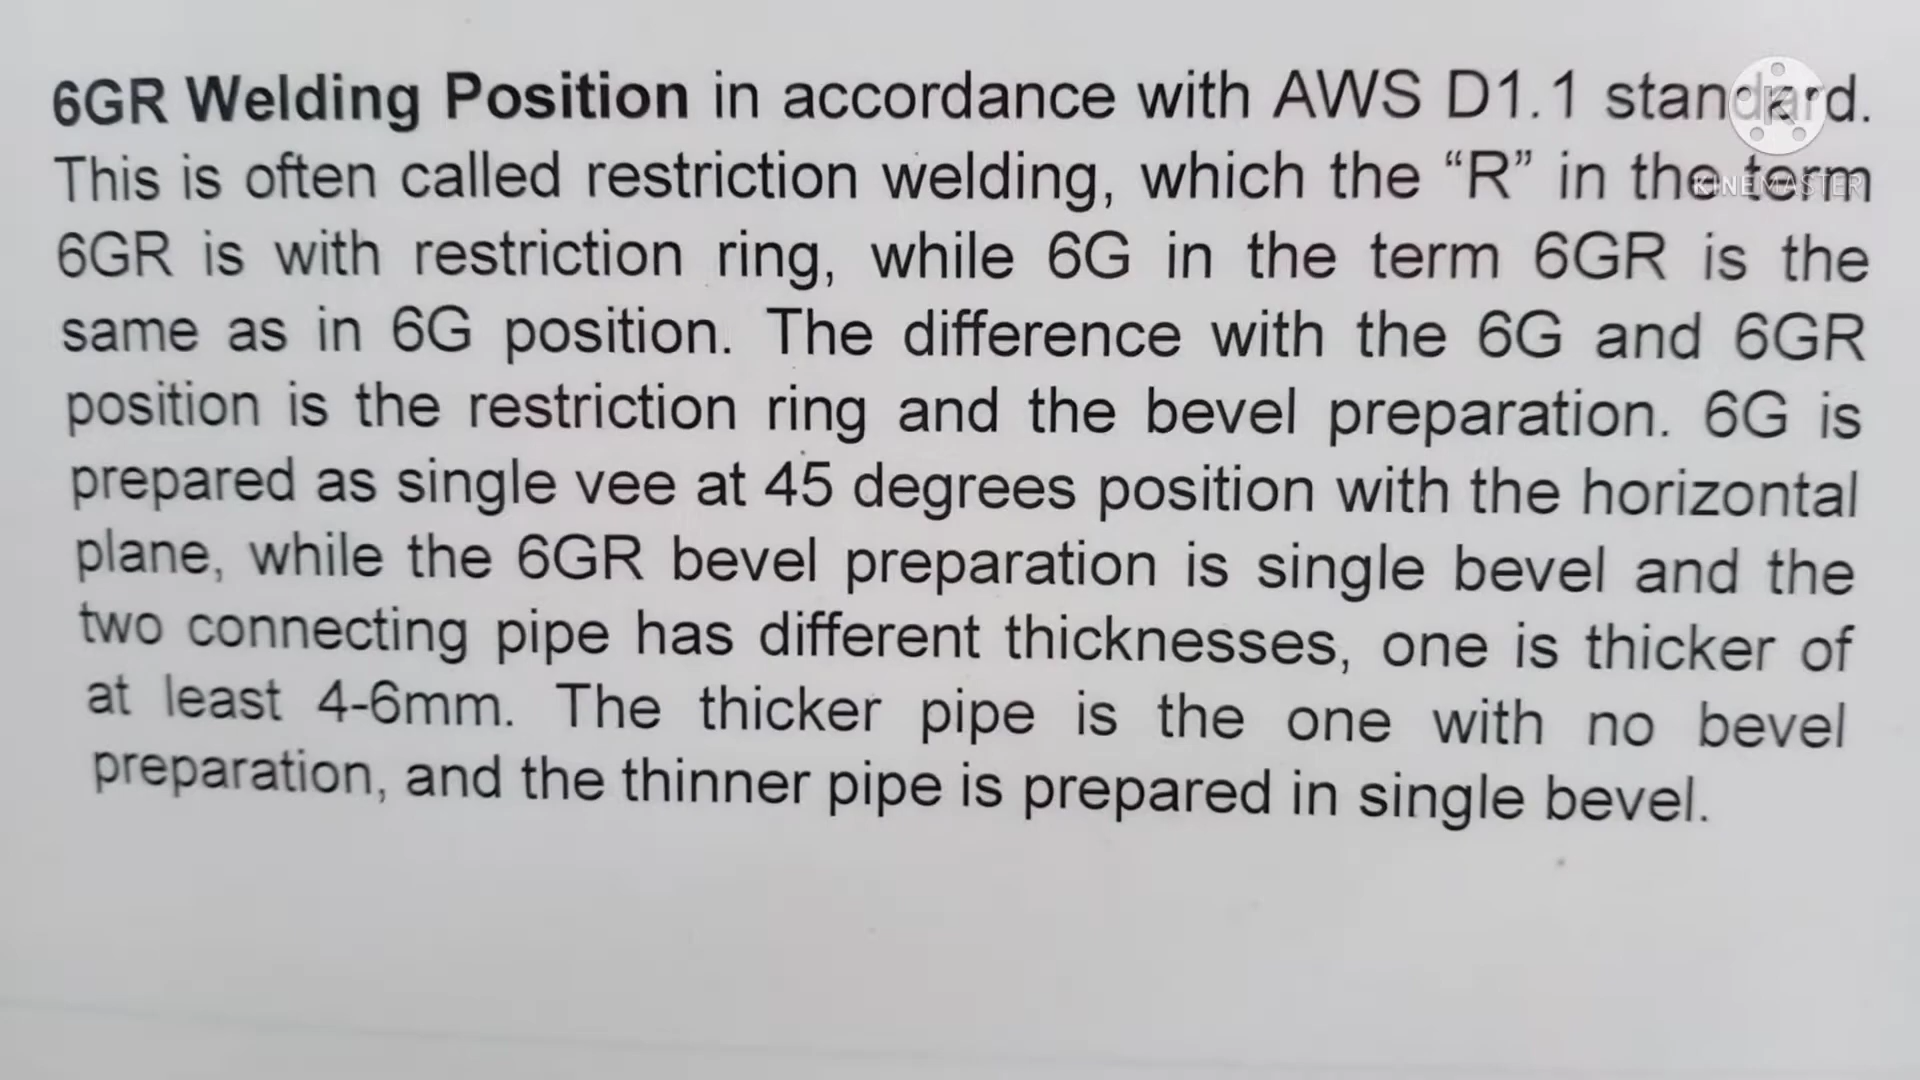 6GR Welding Position in accordance with AWS D1.1 standard.
This is often called restriction welding, which the “R” in the term
6GR is with restriction ring, while 6G in the term 6GR is the
same as in 6G position. The difference with the 6G and 6GR
position is the restriction ring and the bevel preparation. 6G is
prepared as single vee at 45 degrees position with the horizontal
plane, while the 6GR bevel preparation is single bevel and the
two connecting pipe has different thicknesses, one is thicker of
at least 4-6mm. The thicker pipe is the one with no bevel
preparation, and the thinner pipe is prepared in single bevel.
K
KINEMASTER